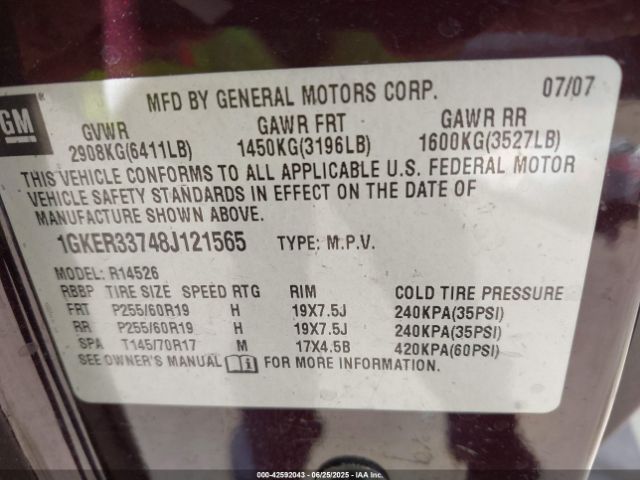 GM
MFD BY GENERAL MOTORS CORP. 07/07
GVWR GAWR FRT GAWR RR
2908KG(6411LB) 1450KG(3196LB) 1600KG(3527LB)
THIS VEHICLE CONFORMS TO ALL APPLICABLE U.S. FEDERAL MOTOR
VEHICLE SAFETY STANDARDS IN EFFECT ON THE DATE OF
MANUFACTURE SHOWN ABOVE.
1GKER33748J121565 TYPE: M.P.V.
MODEL: R14526
RBBP TIRE SIZE SPEED RTG RIM COLD TIRE PRESSURE
FRT P255/60R19 H 19X7.5J 240KPA(35PSI)
RR P255/60R19 H 19X7.5J 240KPA(35PSI)
SPA T145/70R17 M 17X4.5B 420KPA(60PSI)
SEE OWNER'S MANUAL FOR MORE INFORMATION.
000-42592043 - 06/25/2025 - IAA Inc.